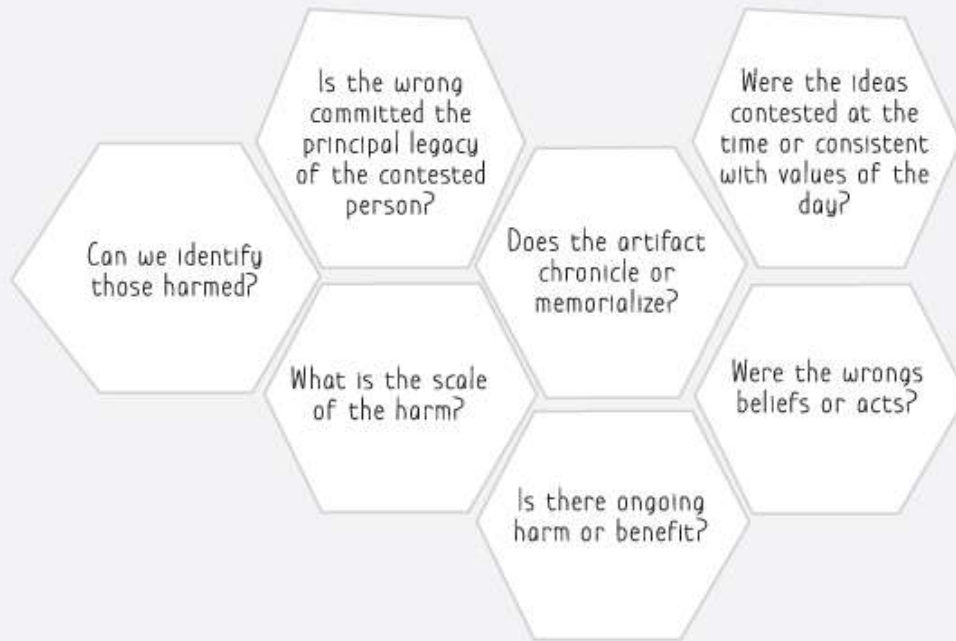 Can we identify
those harmed?
Is the wrong
committed the
principal legacy
of the contested
person?
What is the scale
of the harm?
Does the artifact
chronicle or
memorialize?
Is there ongoing
harm or benefit?
Were the ideas
contested at the
time or consistent
with values of the
day?
Were the wrongs
beliefs or acts?